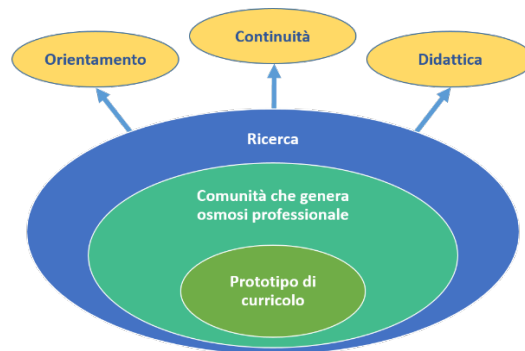 Continuità
Orientamento
Didattica
Ricerca
Comunità che genera
osmosi professionale
Prototipo di
curricolo